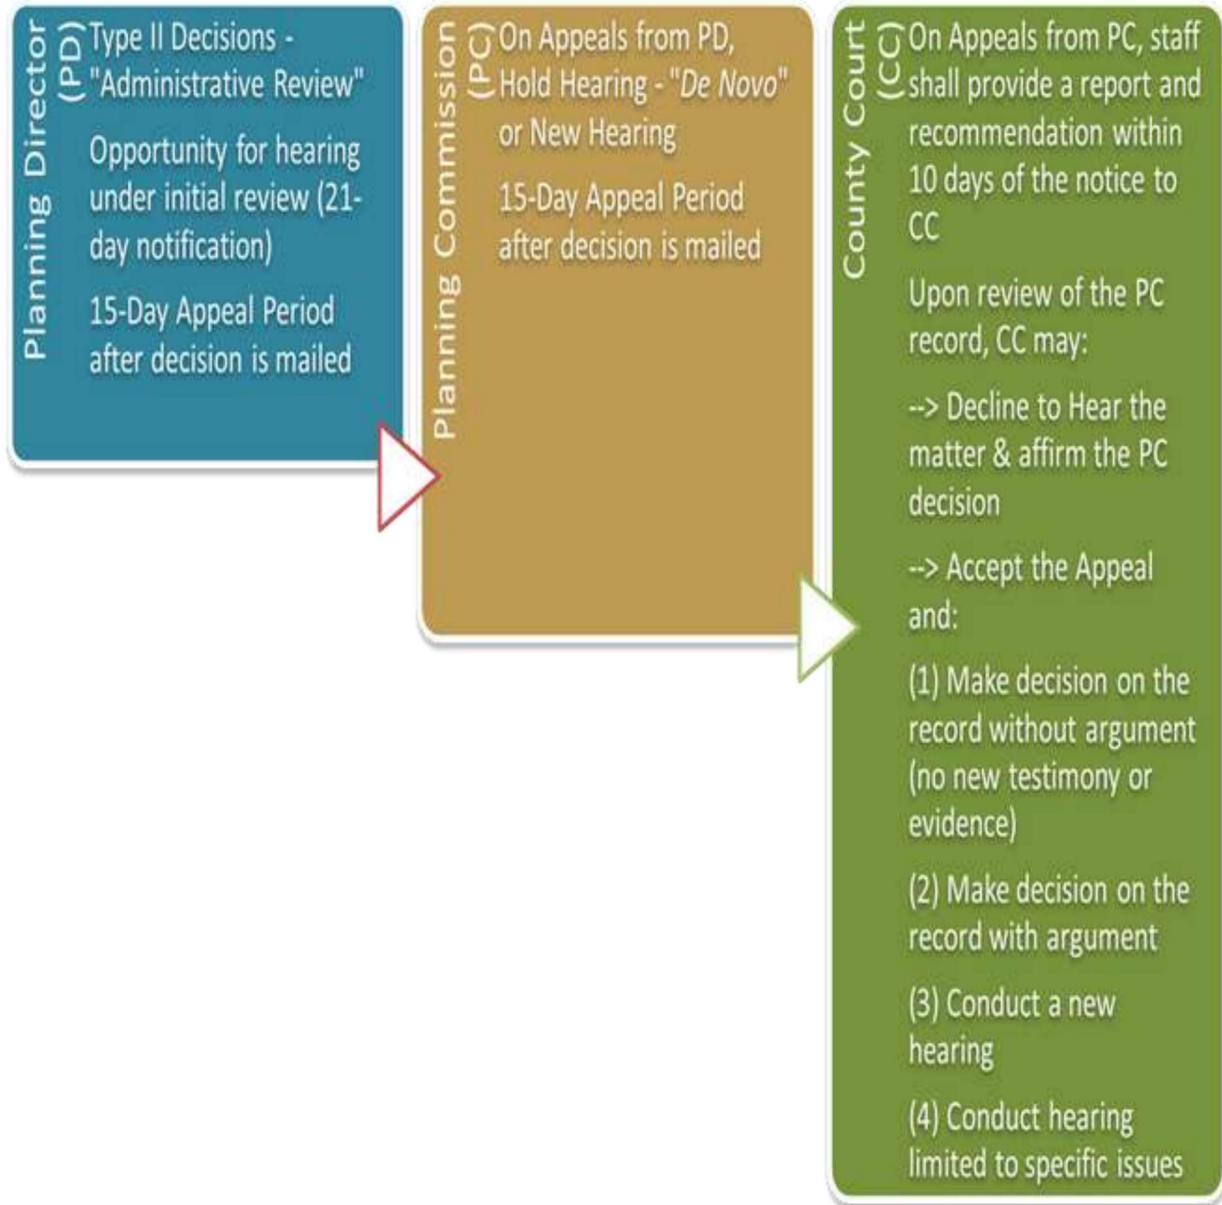 Planning Director
(PD)
Type II Decisions -
"Administrative Review"
Opportunity for hearing
under initial review (21-
day notification)
15-Day Appeal Period
after decision is mailed
Planning Commission
(PC)
On Appeals from PD,
Hold Hearing - "De Novo"
or New Hearing
15-Day Appeal Period
after decision is mailed
County Court
(CC)
On Appeals from PC, staff
shall provide a report and
recommendation within
10 days of the notice to
CC
Upon review of the PC
record, CC may:
--> Decline to Hear the
matter & affirm the PC
decision
--> Accept the Appeal
and:
(1) Make decision on the
record without argument
(no new testimony or
evidence)
(2) Make decision on the
record with argument
(3) Conduct a new
hearing
(4) Conduct hearing
limited to specific issues